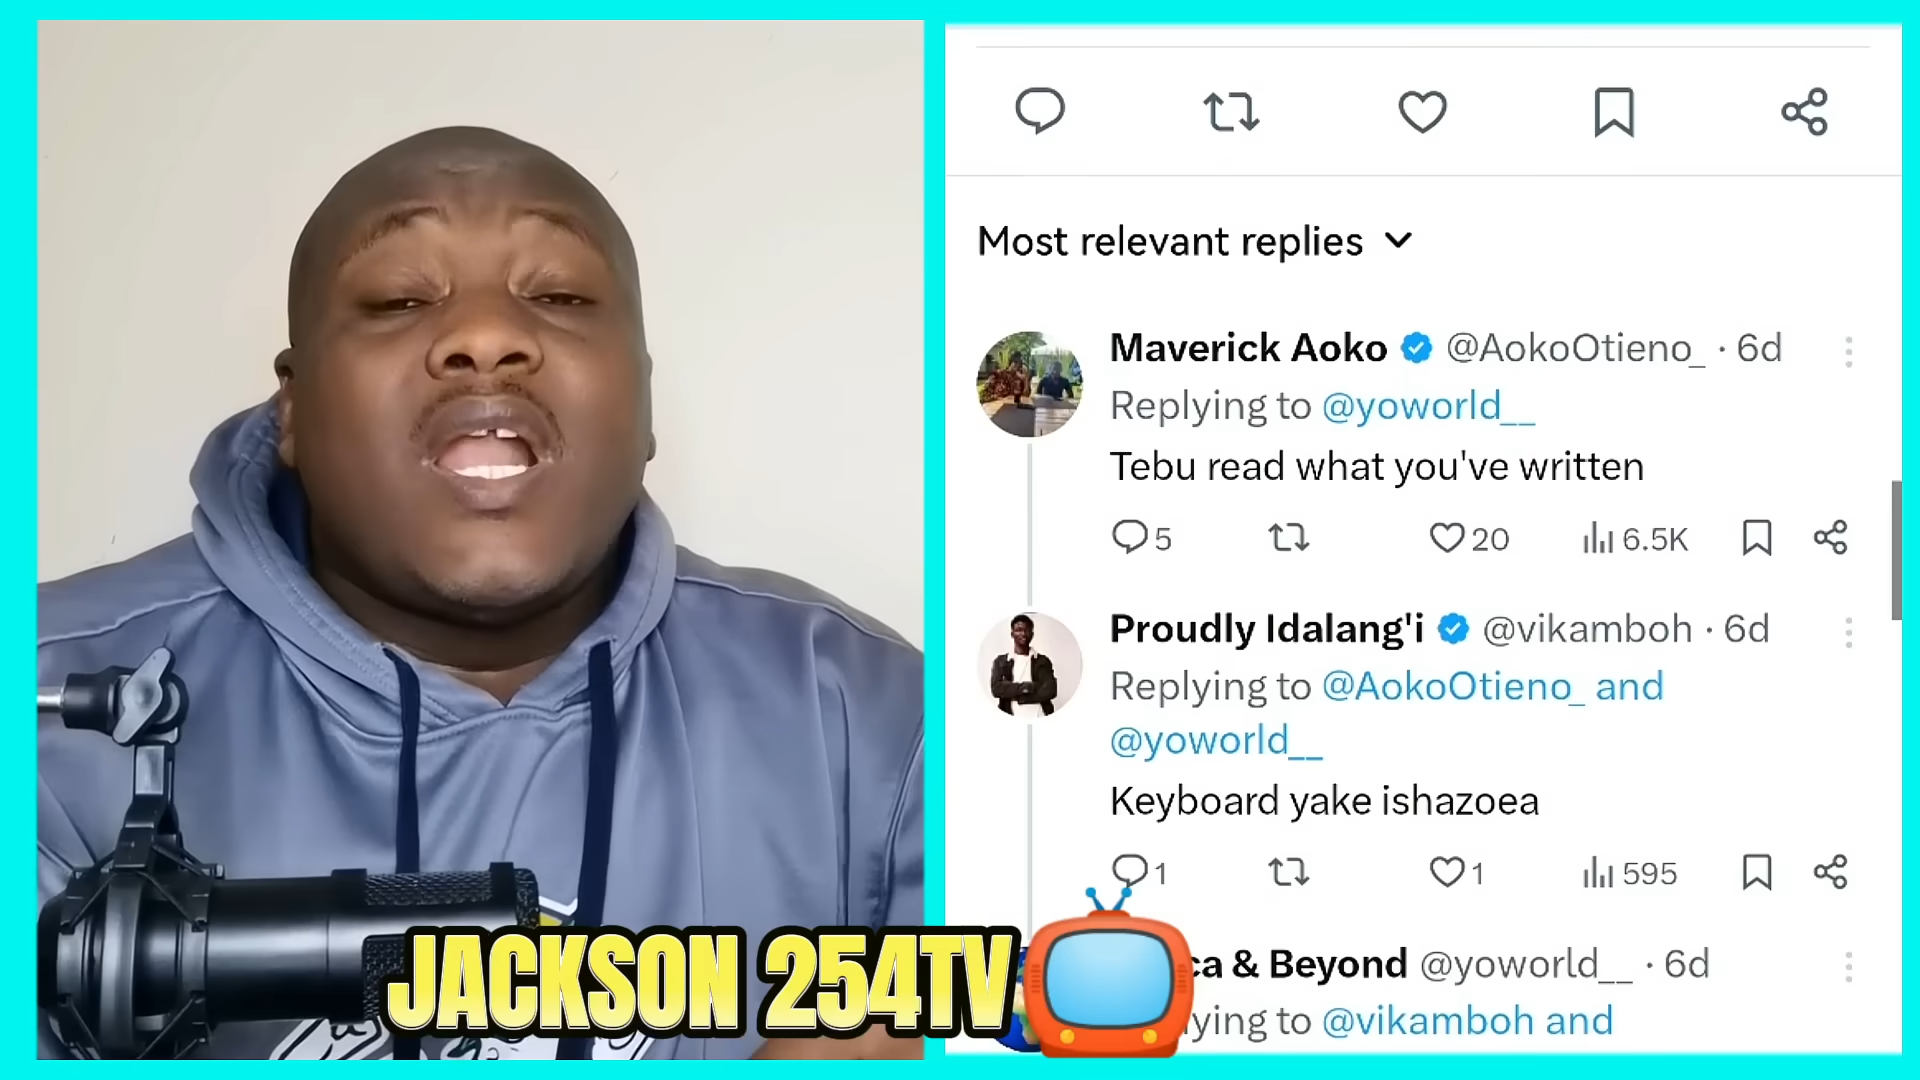 Most relevant replies
Maverick Aoko @AokoOtieno_ · 6d
Replying to @yoworld__
Tebu read what you've written
5 20 6.5K
Proudly Idalang'i @vikamboh · 6d
Replying to @AokoOtieno_ and
@yoworld__
Keyboard yake ishazoea
1 1 595
& Beyond @yoworld__ · 6d
to @vikamboh and
JACKSON 254TV